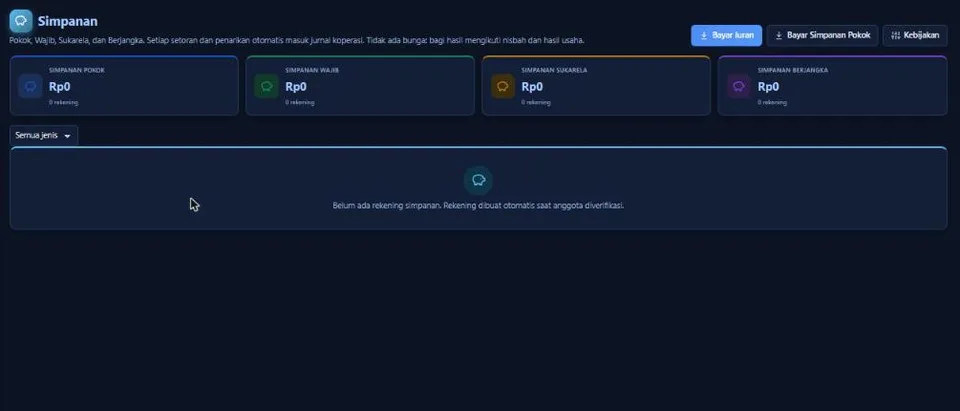 Simpanan
Pokok, Wajib, Sukarela, dan Berjangka. Setiap setoran dan penarikan otomatis masuk jurnal koperasi. Tidak ada bunga: bagi hasil mengikuti nisbah dan hasil usaha.
Bayar Iuran
Bayar Simpanan Pokok
Kebijakan
SIMPANAN POKOK
Rp0
0 rekening
SIMPANAN WAJIB
Rp0
0 rekening
SIMPANAN SUKARELA
Rp0
0 rekening
SIMPANAN BERJANGKA
Rp0
0 rekening
Semua jenis
Belum ada rekening simpanan. Rekening dibuat otomatis saat anggota diverifikasi.